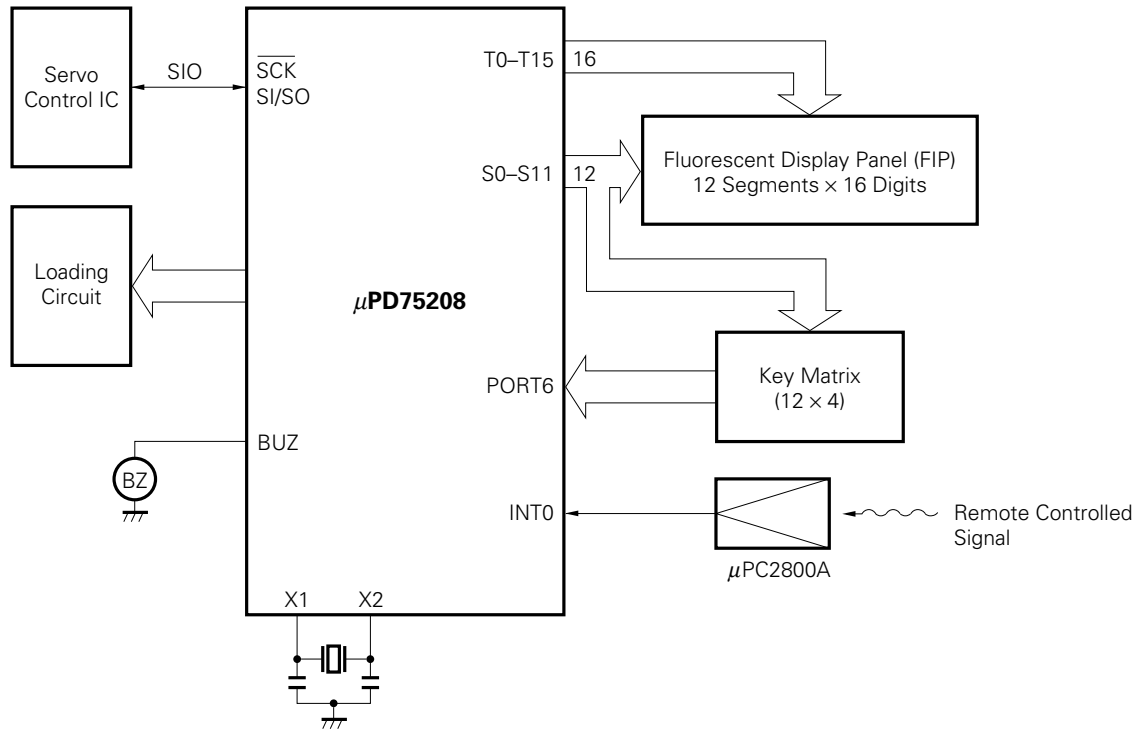 Servo
Control IC
SIO
SCK
SI/SO
T0–T15
16
S0–S11
12
Fluorescent Display Panel (FIP)
12 Segments × 16 Digits
Loading
Circuit
μPD75208
PORT6
Key Matrix
(12 × 4)
BUZ
BZ
INT0
Remote Controlled
Signal
μPC2800A
X1
X2